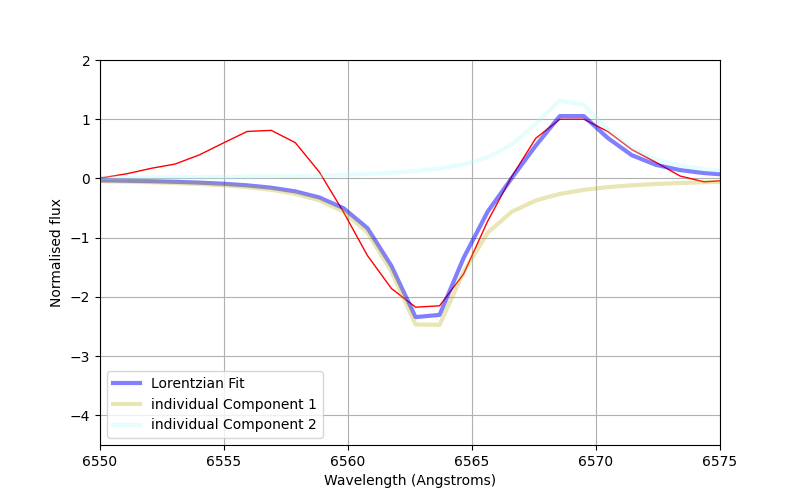 2
1
0
−1
−2
−3
−4
Normalised flux
Lorentzian Fit
individual Component 1
individual Component 2
6550 6555 6560 6565 6570 6575
Wavelength (Angstroms)